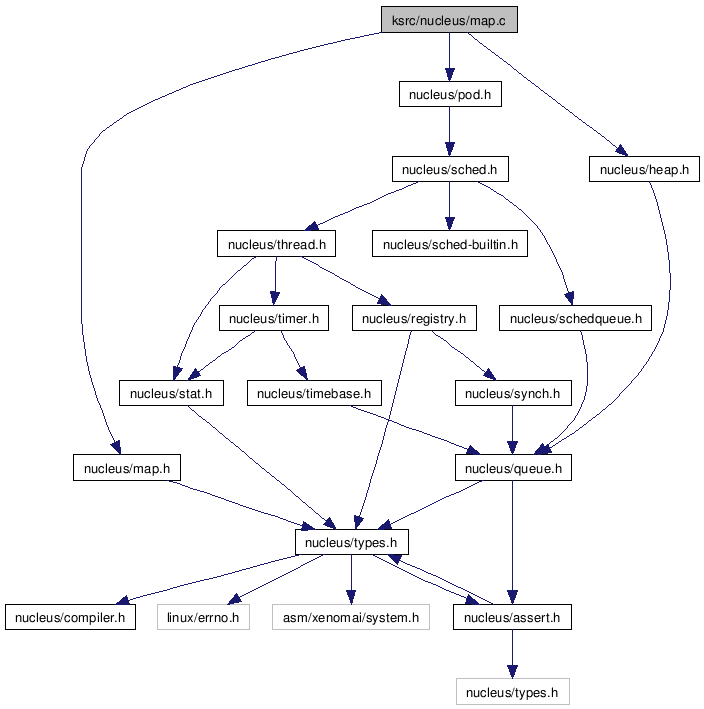 ksrc/nucleus/map.c
nucleus/pod.h
nucleus/sched.h
nucleus/heap.h
nucleus/thread.h
nucleus/sched-builtin.h
nucleus/timer.h
nucleus/registry.h
nucleus/schedqueue.h
nucleus/stat.h
nucleus/timebase.h
nucleus/synch.h
nucleus/map.h
nucleus/queue.h
nucleus/types.h
nucleus/compiler.h
linux/errno.h
asm/xenomai/system.h
nucleus/assert.h
nucleus/types.h